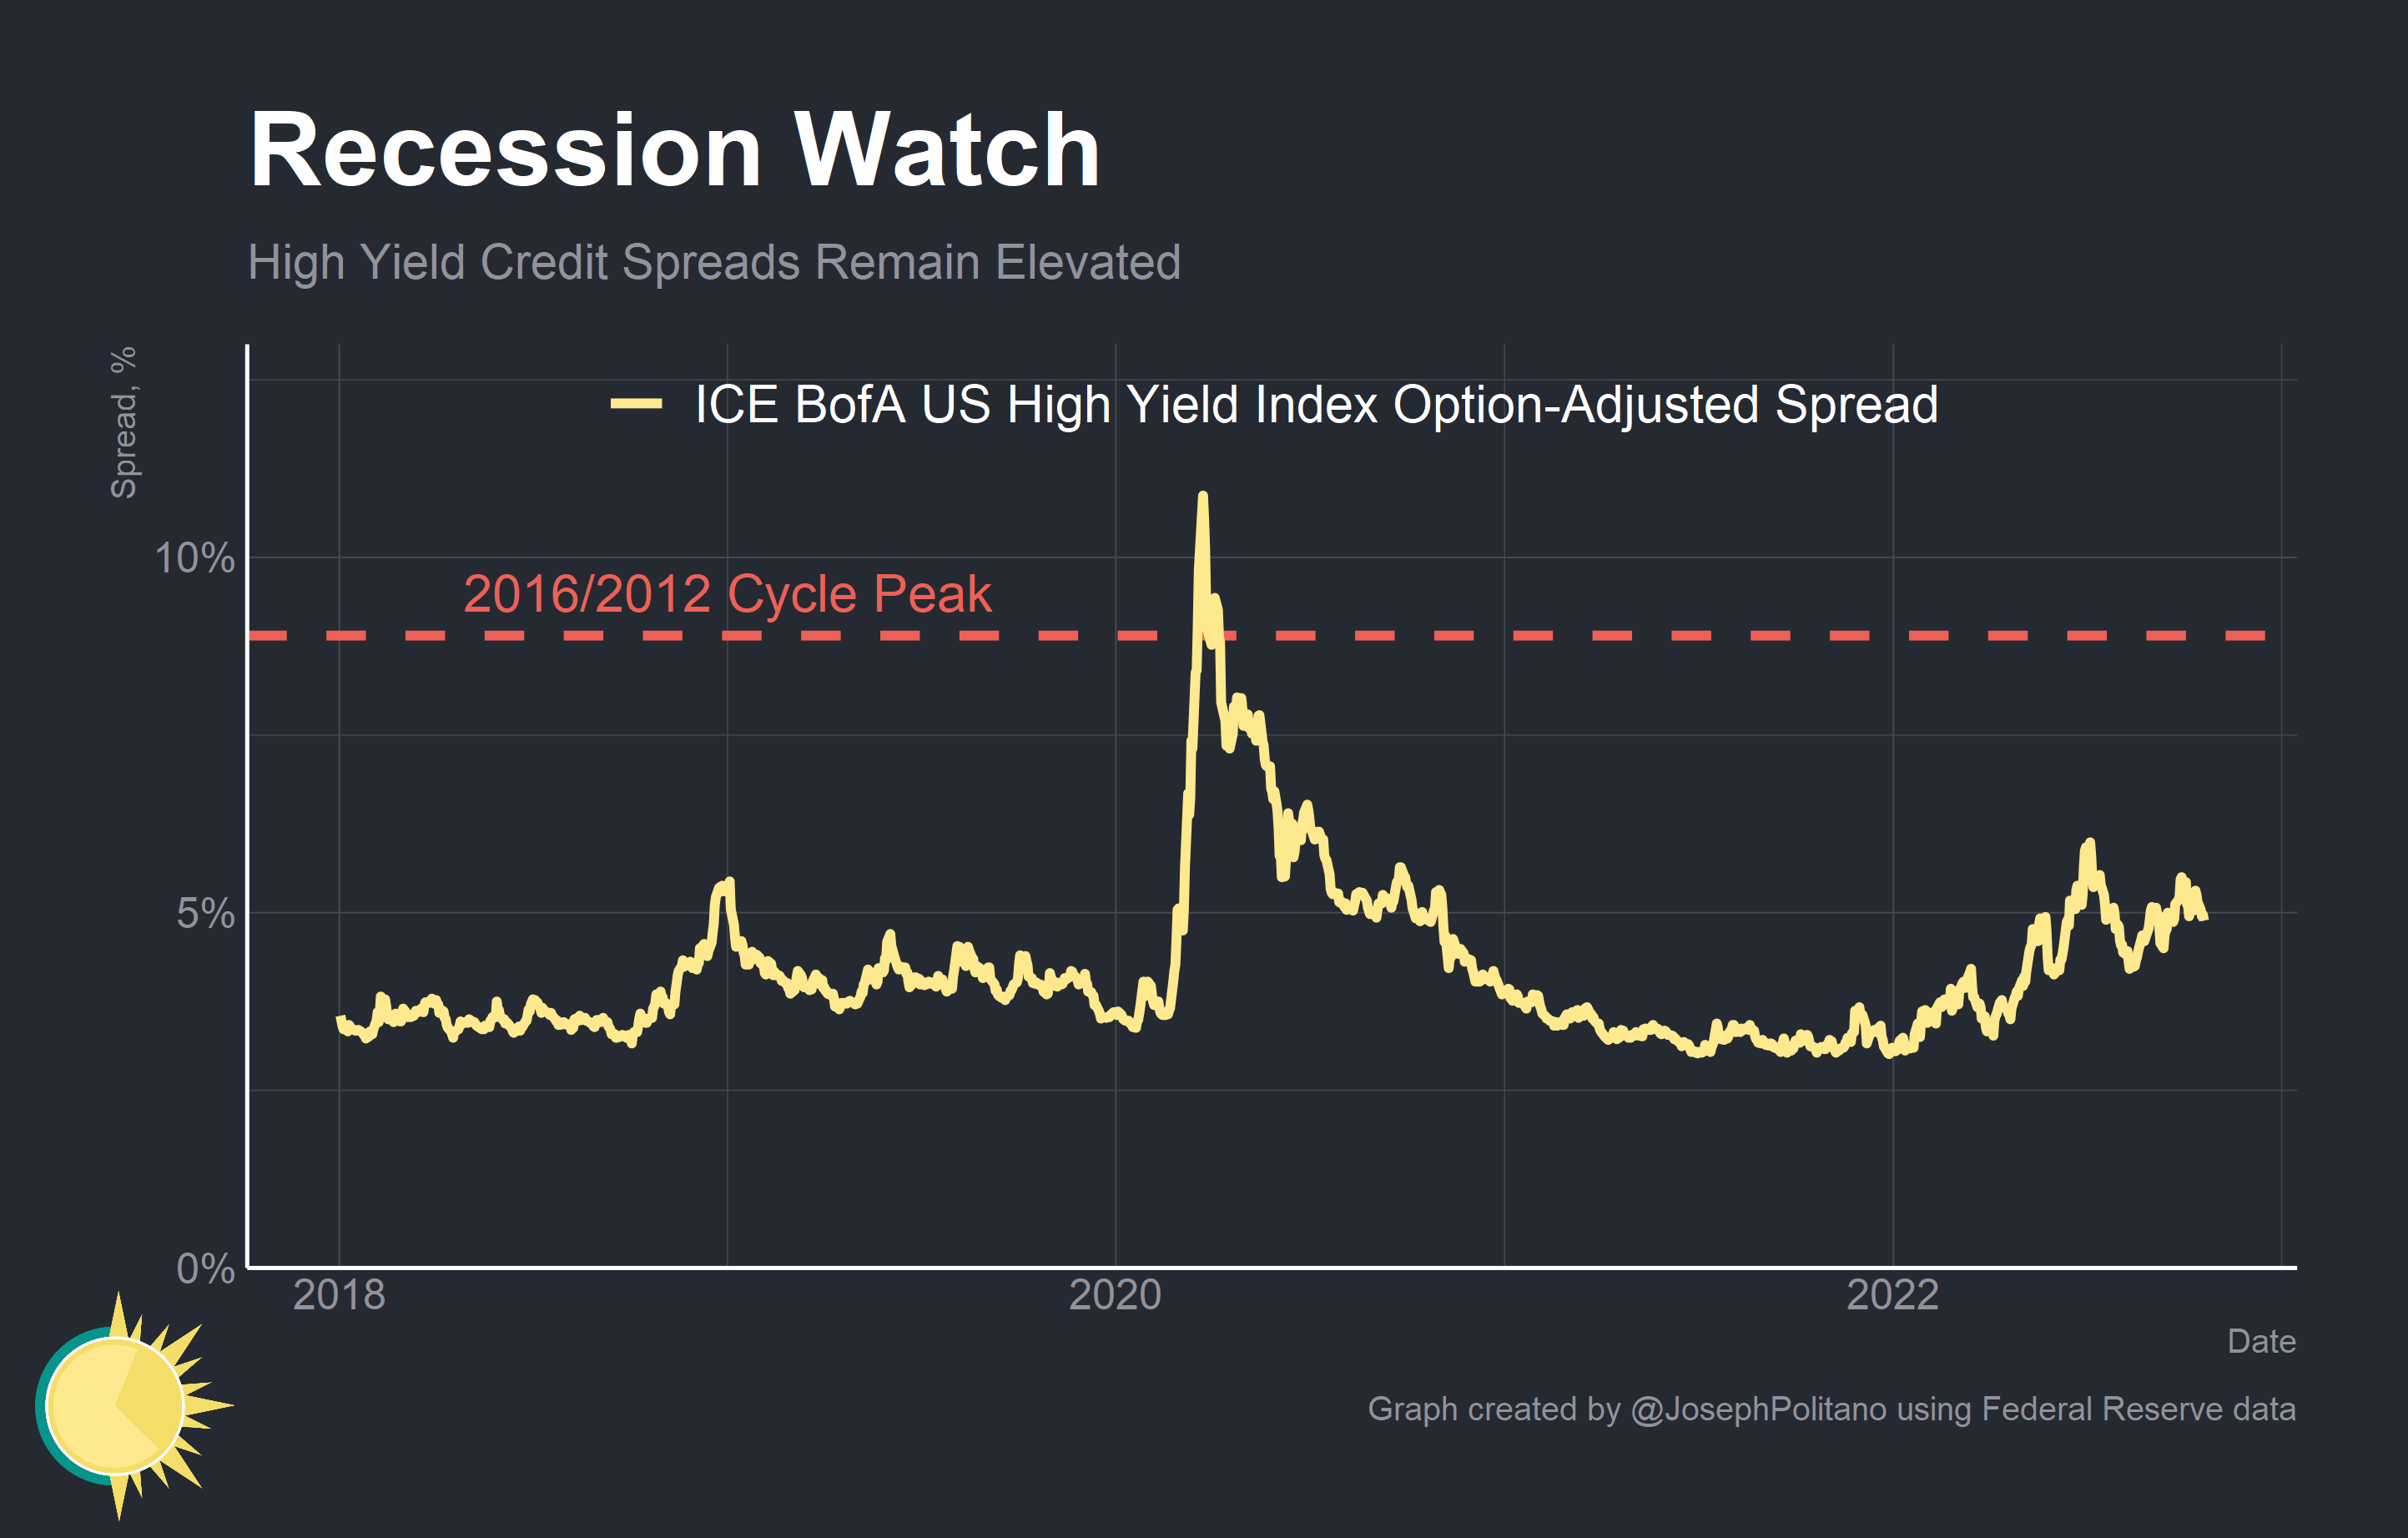 Recession Watch
High Yield Credit Spreads Remain Elevated
Spread, %
ICE BofA US High Yield Index Option-Adjusted Spread
10%
2016/2012 Cycle Peak
5%
0%
2018
2020
2022
Date
Graph created by @JosephPolitano using Federal Reserve data